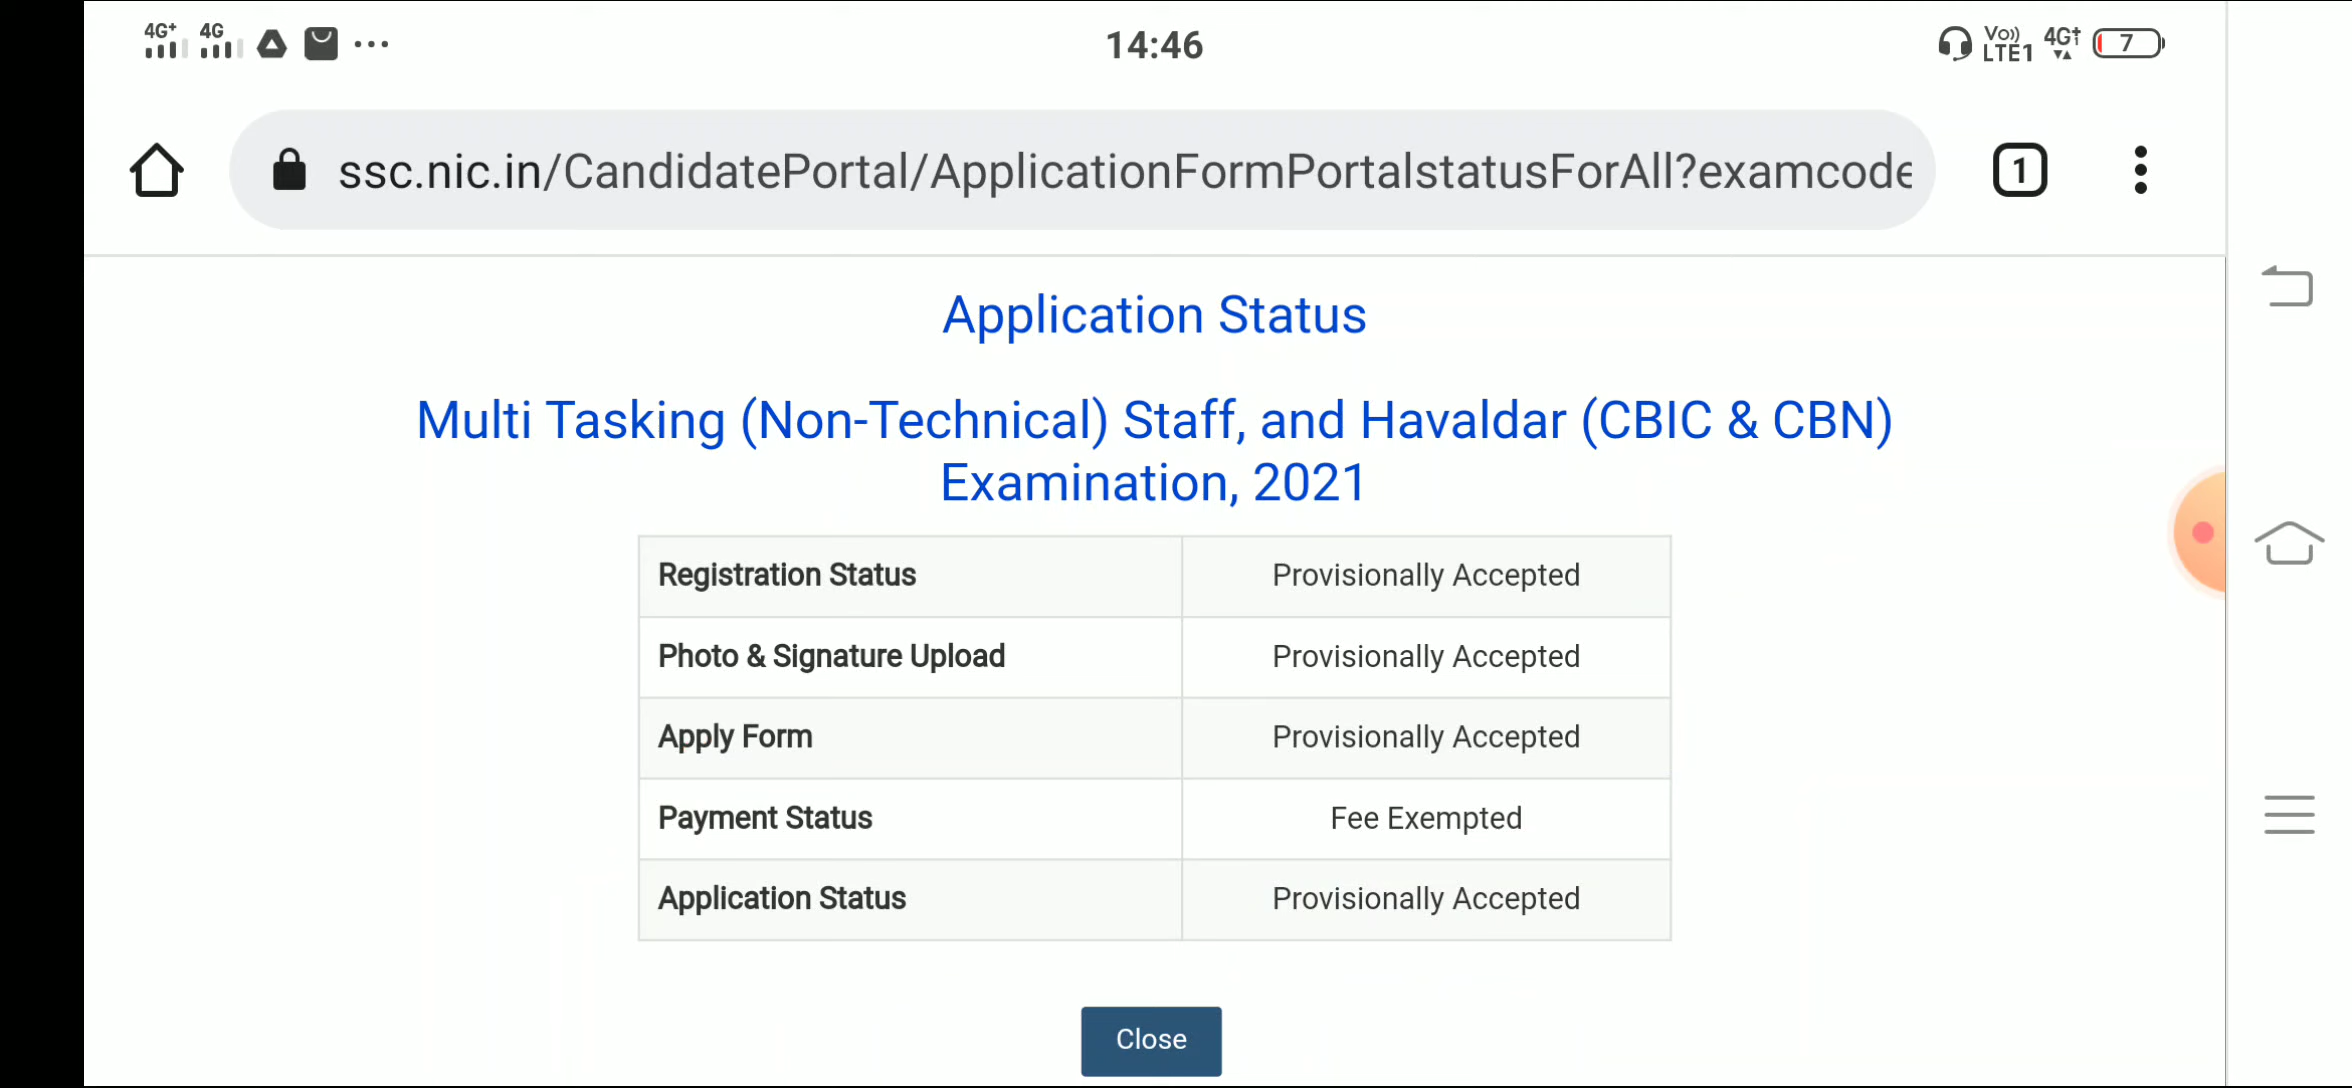 4G+ 4G 14:46 Vo)) LTE1 4G+ 7
ssc.nic.in/CandidatePortal/ApplicationFormPortalstatusForAll?examcode 1
Application Status
Multi Tasking (Non-Technical) Staff, and Havaldar (CBIC & CBN)
Examination, 2021
Registration Status Provisionally Accepted
Photo & Signature Upload Provisionally Accepted
Apply Form Provisionally Accepted
Payment Status Fee Exempted
Application Status Provisionally Accepted
Close